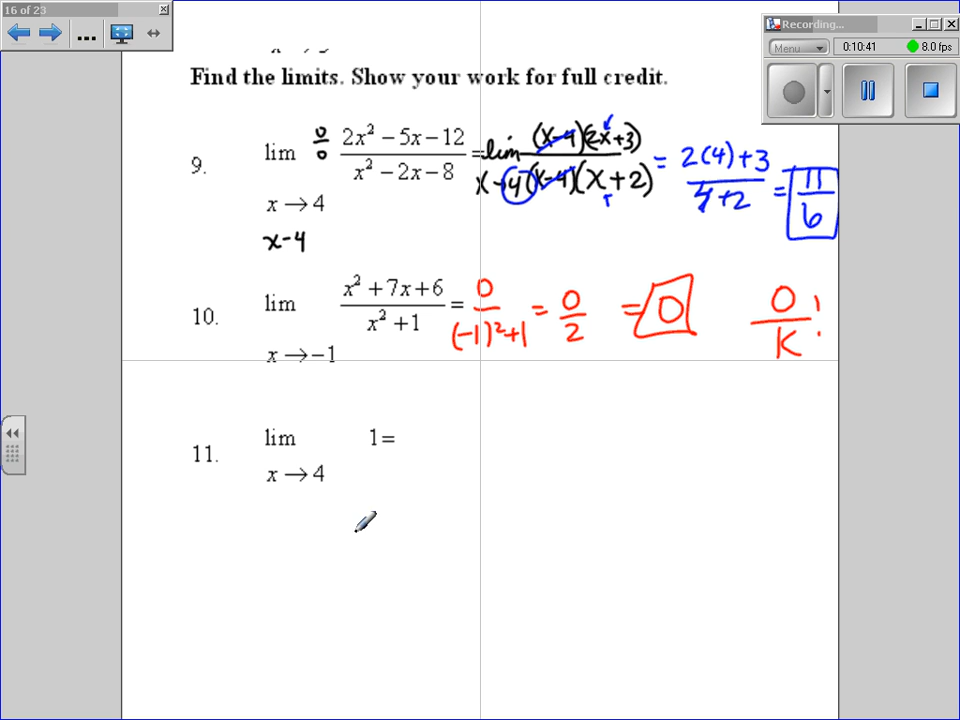 16 of 23
Recording...
Menu
0:10:41
8.0 fps
Find the limits. Show your work for full credit.
9. lim x → 4 0/0 (2x² − 5x − 12)/(x² − 2x − 8) = lim x→4 (x−4)(2x+3)/(x−4)(x+2) = (2(4)+3)/(4+2) = 11/6
x−4
10. lim x → −1 (x² + 7x + 6)/(x² + 1) = 0/((−1)²+1) = 0/2 = 0 0/K !
11. lim x → 4 1 =